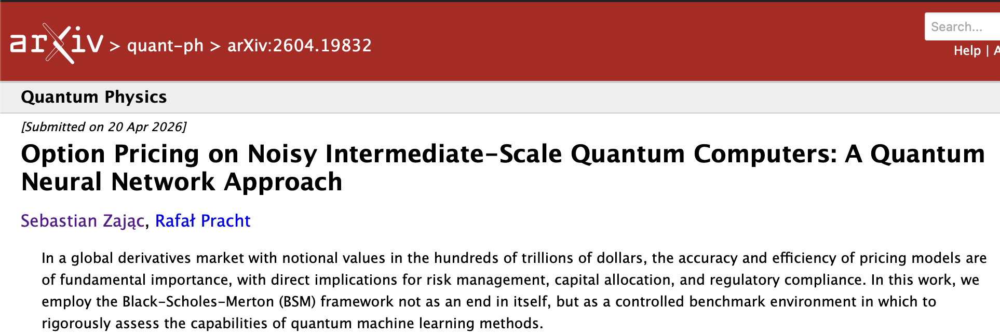 Search...
arXiv > quant-ph > arXiv:2604.19832
Help |
Quantum Physics
[Submitted on 20 Apr 2026]
Option Pricing on Noisy Intermediate-Scale Quantum Computers: A Quantum
Neural Network Approach
Sebastian Zając, Rafał Pracht
In a global derivatives market with notional values in the hundreds of trillions of dollars, the accuracy and efficiency of pricing models are
of fundamental importance, with direct implications for risk management, capital allocation, and regulatory compliance. In this work, we
employ the Black-Scholes-Merton (BSM) framework not as an end in itself, but as a controlled benchmark environment in which to
rigorously assess the capabilities of quantum machine learning methods.